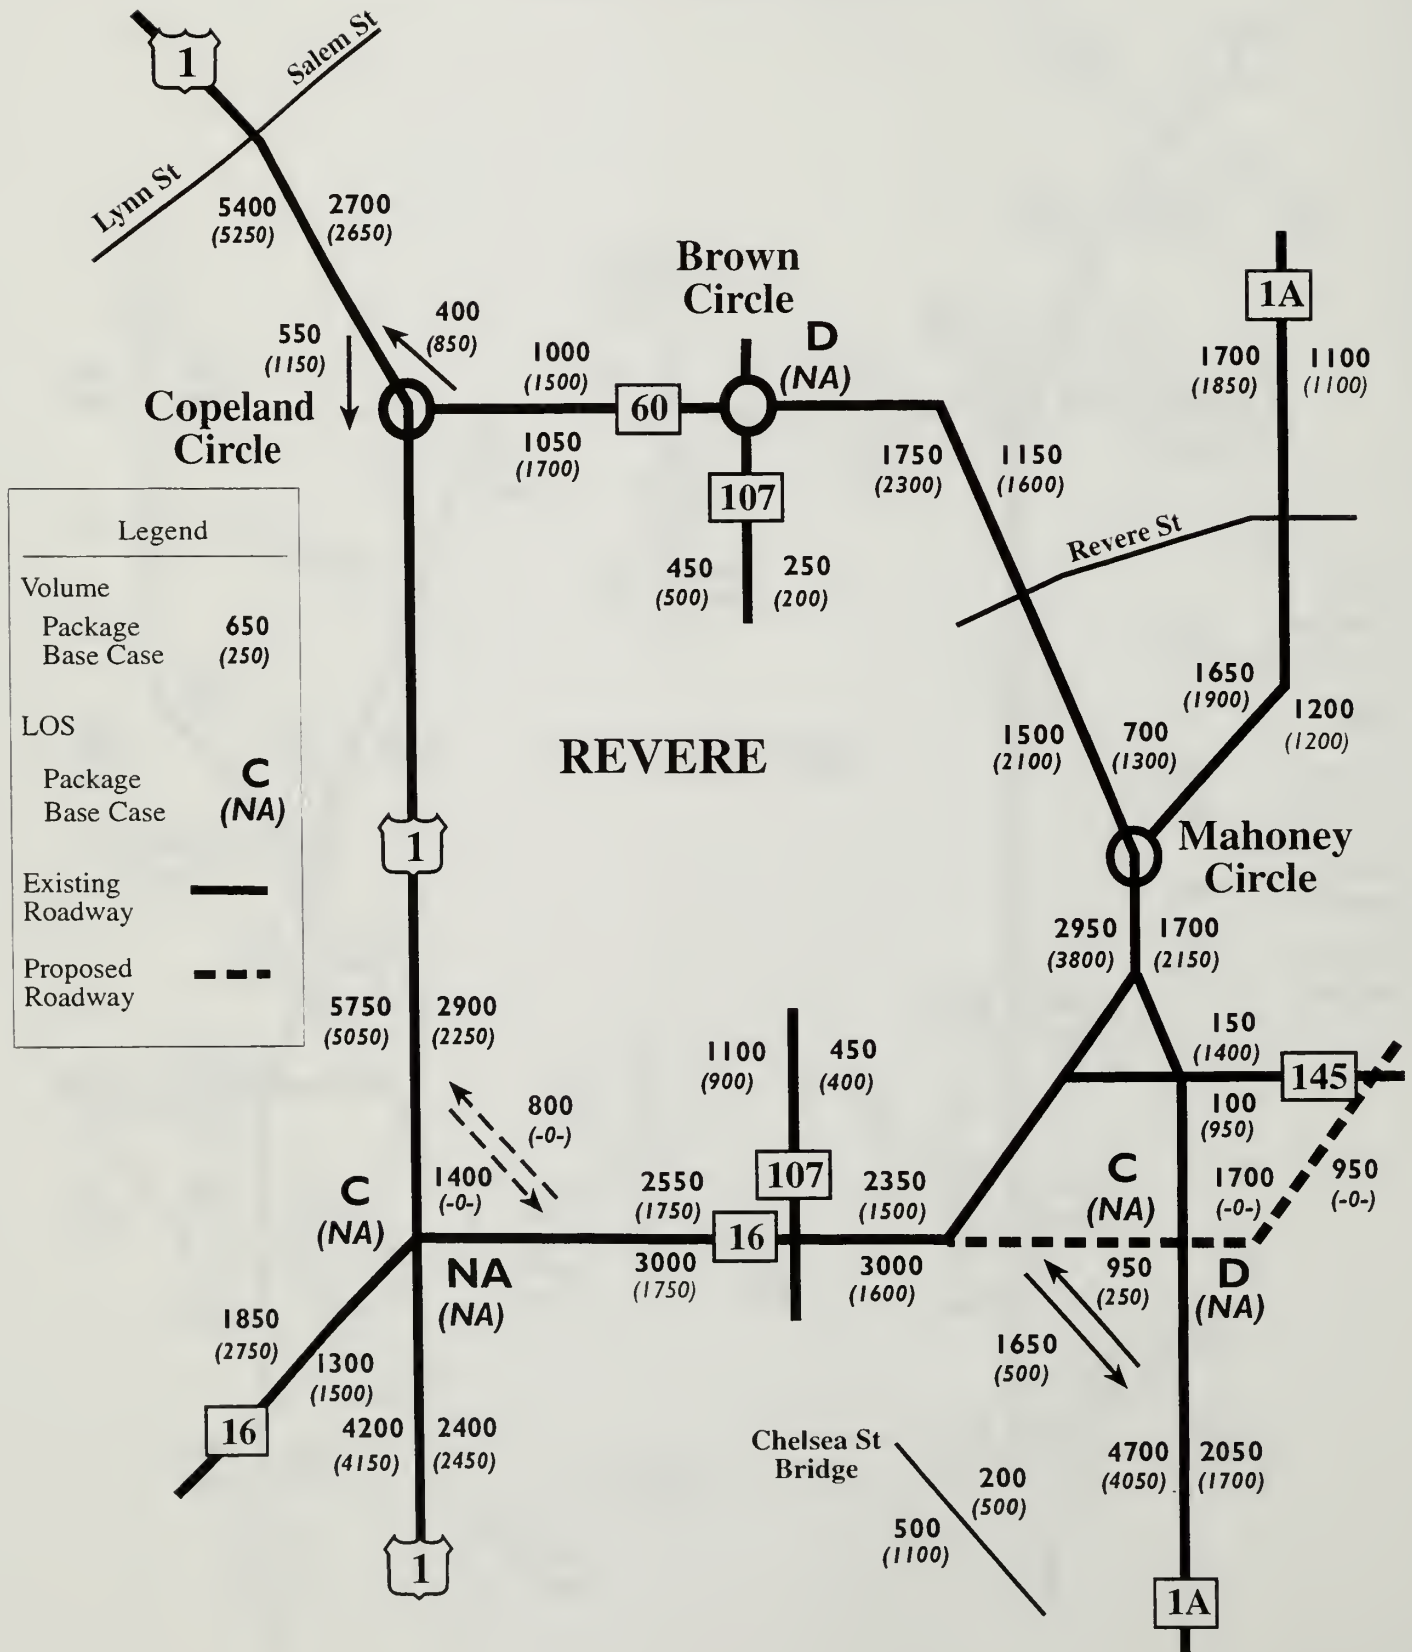 1
Salem St
Lynn St
5400
(5250)
2700
(2650)
Brown
Circle
D
(NA)
1A
1700
(1850)
1100
(1100)
550
(1150)
400
(850)
Copeland
Circle
1000
(1500)
60
1050
(1700)
107
450
(500)
250
(200)
1750
(2300)
1150
(1600)
Revere St
Legend
Volume
Package 650
Base Case (250)
LOS
Package C
Base Case (NA)
Existing
Roadway
Proposed
Roadway
REVERE
1650
(1900)
1200
(1200)
1500
(2100)
700
(1300)
1
Mahoney
Circle
2950
(3800)
1700
(2150)
5750
(5050)
2900
(2250)
1100
(900)
450
(400)
150
(1400)
145
100
(950)
800
(-0-)
1400
(-0-)
C
(NA)
2550
(1750)
107
2350
(1500)
C
(NA)
1700
(-0-)
950
(-0-)
16
NA
(NA)
3000
(1750)
3000
(1600)
950
(250)
D
(NA)
1650
(500)
1850
(2750)
1300
(1500)
16
4200
(4150)
2400
(2450)
Chelsea St
Bridge
200
(500)
500
(1100)
4700
(4050)
2050
(1700)
1
1A